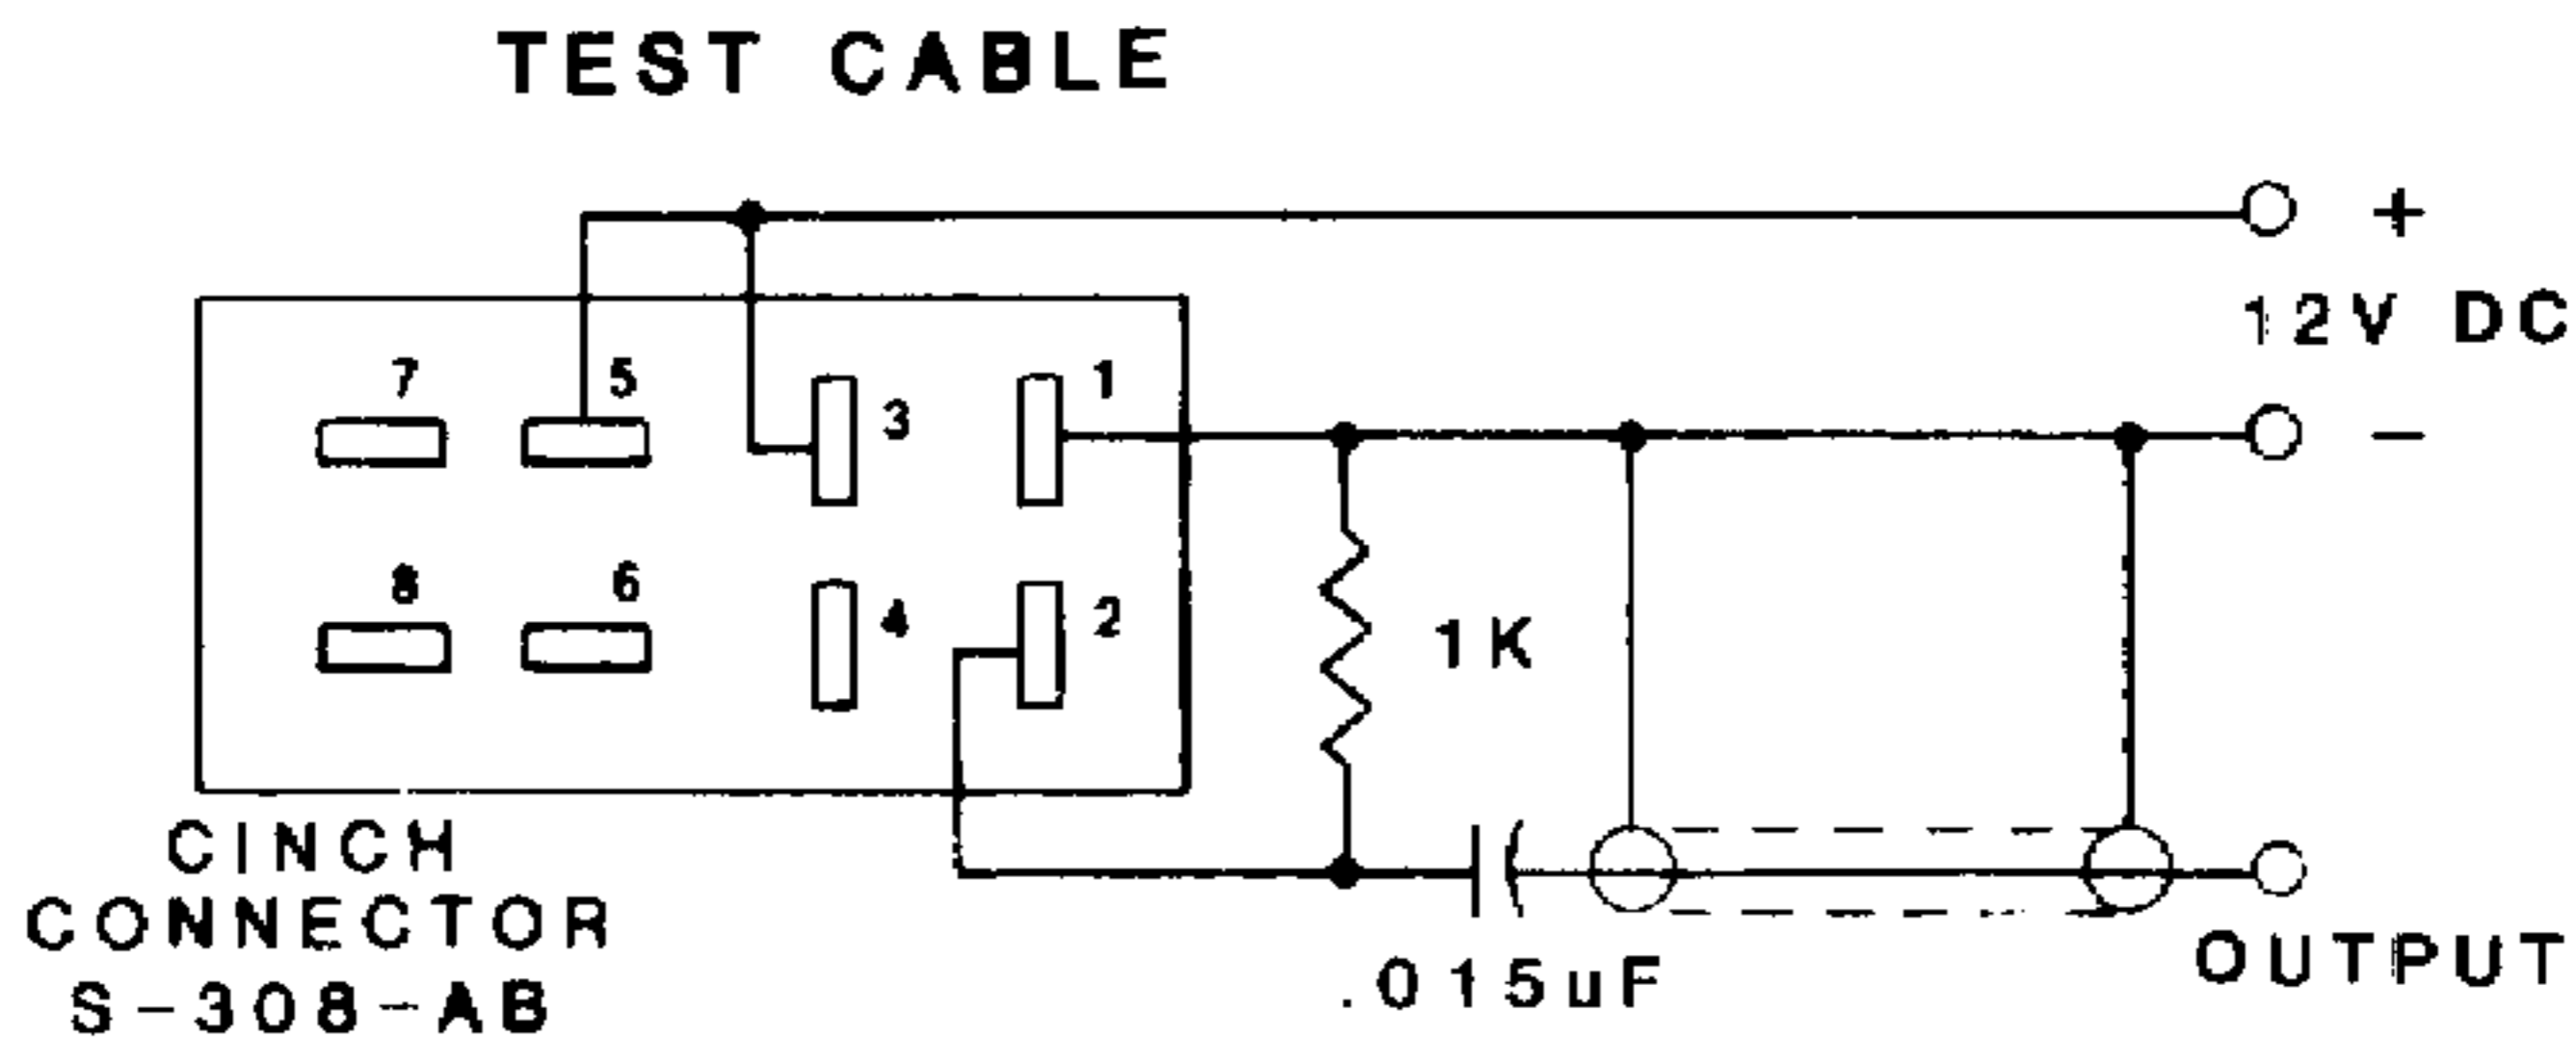 TEST CABLE
+
12V DC
7
5
3
1
−
8
6
4
2
1K
CINCH
CONNECTOR
S-308-AB
.015uF
OUTPUT